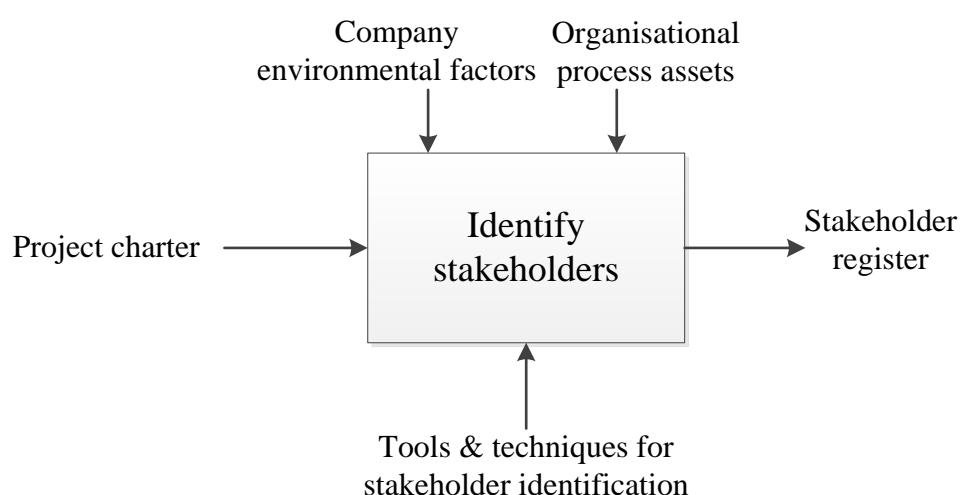 Company
environmental factors
Organisational
process assets
Project charter
Identify
stakeholders
Stakeholder
register
Tools & techniques for
stakeholder identification